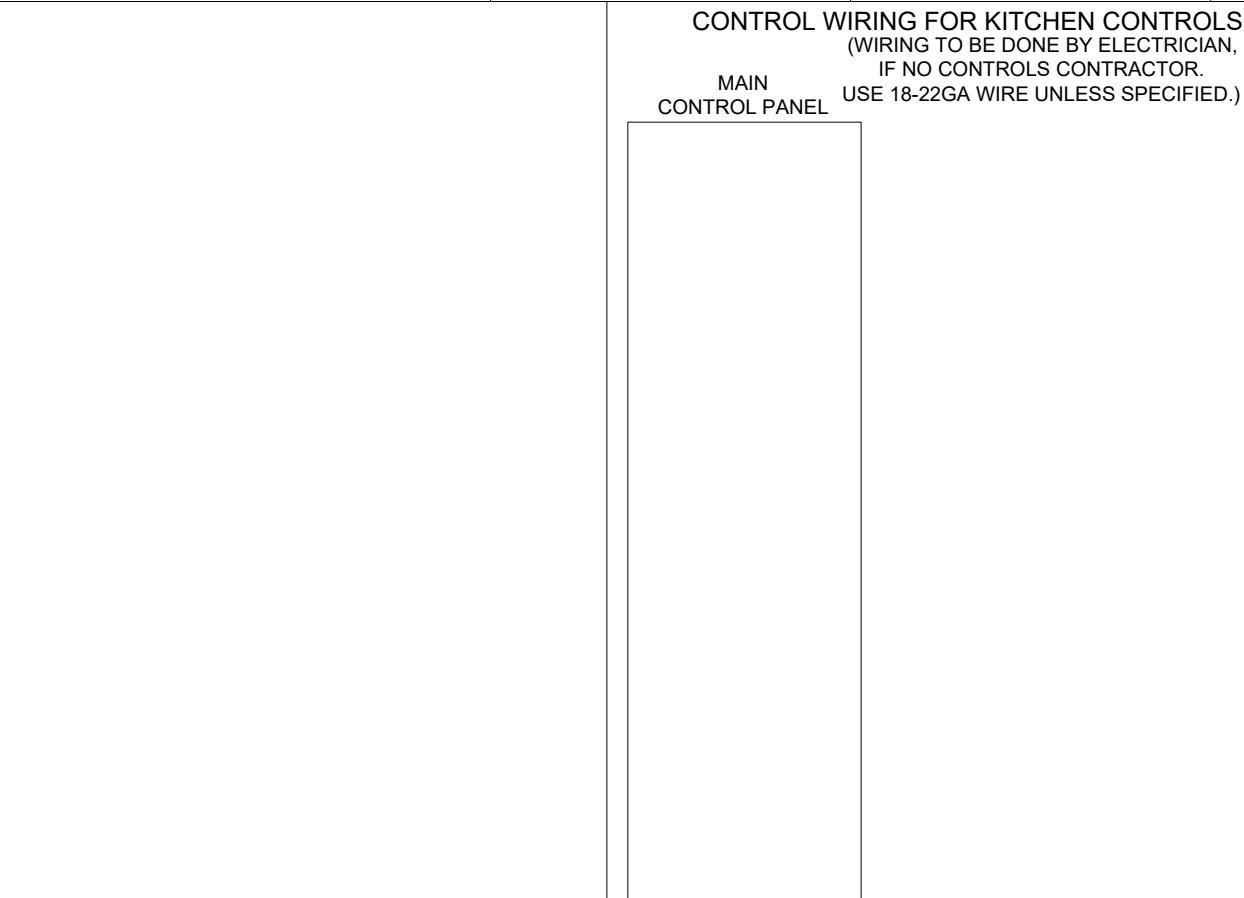 CONTROL WIRING FOR KITCHEN CONTROLS
(WIRING TO BE DONE BY ELECTRICIAN,
IF NO CONTROLS CONTRACTOR.
USE 18-22GA WIRE UNLESS SPECIFIED.)
MAIN
CONTROL PANEL